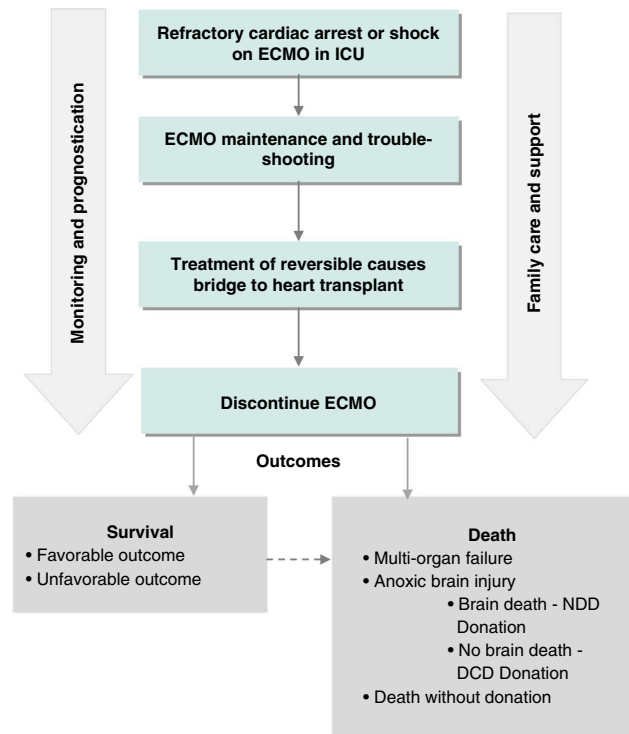 Refractory cardiac arrest or shock
on ECMO in ICU
Monitoring and prognostication
Family care and support
ECMO maintenance and trouble-
shooting
Treatment of reversible causes
bridge to heart transplant
Discontinue ECMO
Outcomes
Survival
• Favorable outcome
• Unfavorable outcome
Death
• Multi-organ failure
• Anoxic brain injury
• Brain death - NDD
Donation
• No brain death -
DCD Donation
• Death without donation